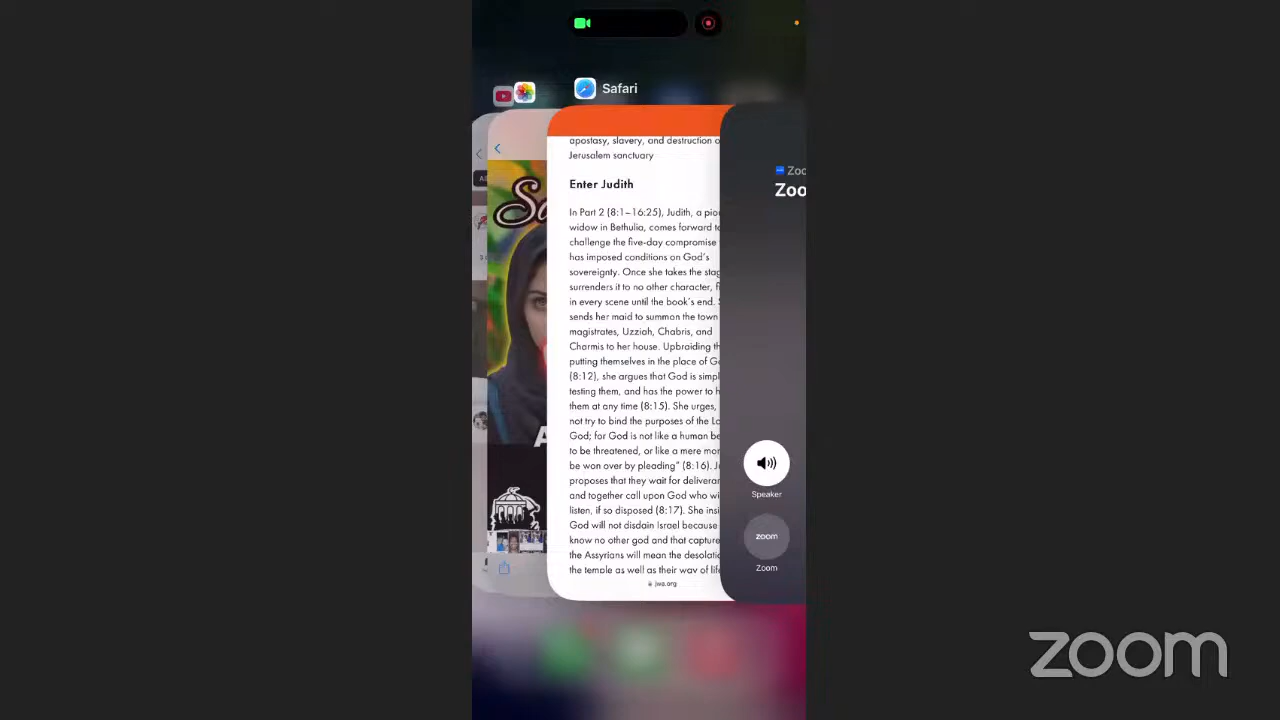 Safari
apostasy, slavery, and destruction o
Jerusalem sanctuary
Enter Judith
In Part 2 (8:1–16:25), Judith, a pio
widow in Bethulia, comes forward to
challenge the five-day compromise
has imposed conditions on God's
sovereignty. Once she takes the stag
surrenders it to no other character, fi
in every scene until the book's end. S
sends her maid to summon the town
magistrates, Uzziah, Chabris, and
Charmis to her house. Upbraiding th
putting themselves in the place of Go
(8:12), she argues that God is simpl
testing them, and has the power to h
them at any time (8:15). She urges,
not try to bind the purposes of the Lo
God; for God is not like a human be
to be threatened, or like a mere mor
be won over by pleading” (8:16). Ju
proposes that they wait for deliveran
and together call upon God who wi
listen, if so disposed (8:17). She insi
God will not disdain Israel because
know no other god and that capture
the Assyrians will mean the desolati
the temple as well as their way of life
jwa.org
Zoo
Zoo
Speaker
zoom
Zoom
zoom